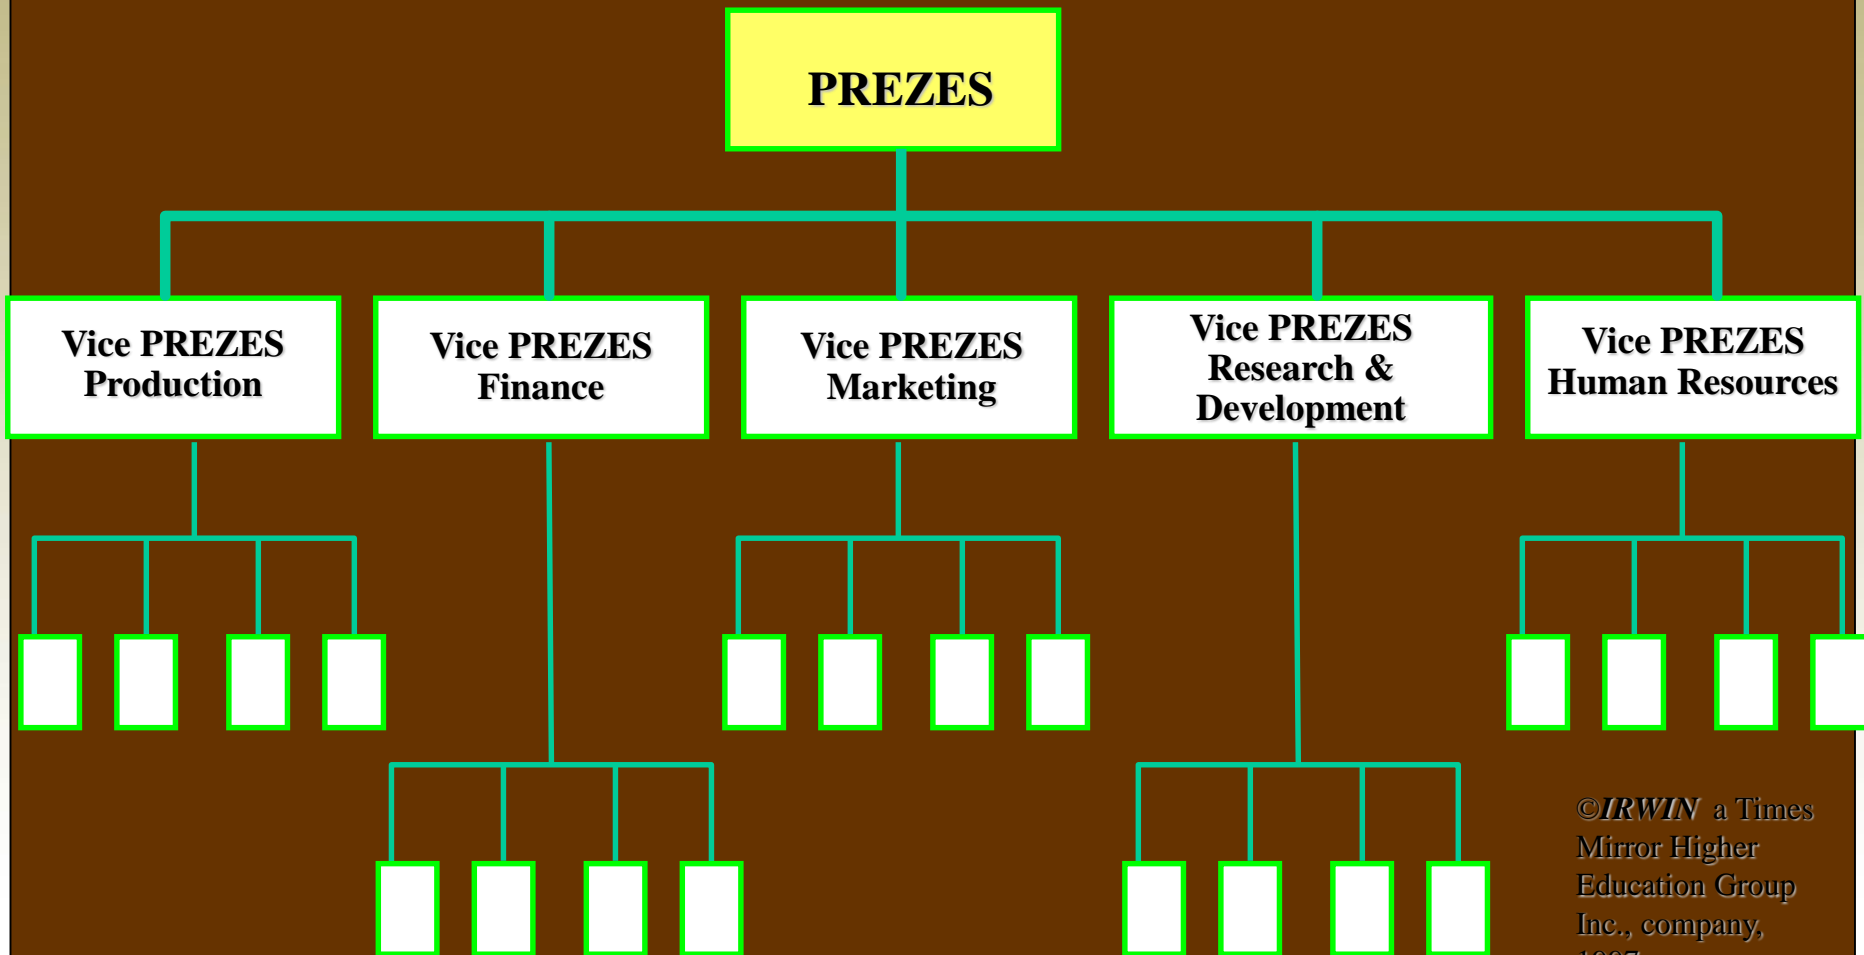 PREZES
Vice PREZES
Production
Vice PREZES
Finance
Vice PREZES
Marketing
Vice PREZES
Research &
Development
Vice PREZES
Human Resources
©IRWIN a Times
Mirror Higher
Education Group
Inc., company,